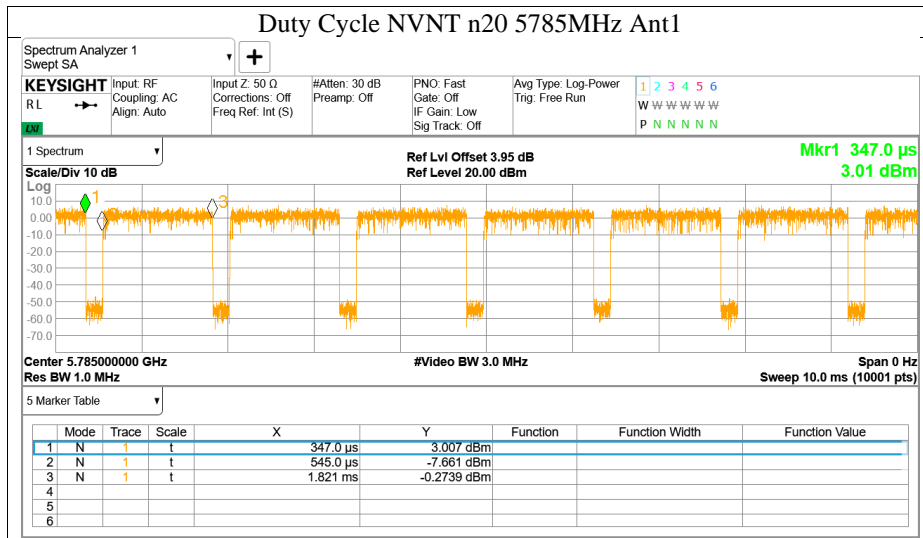 Duty Cycle NVNT n20 5785MHz Ant1
Spectrum Analyzer 1
Swept SA
▼
+
KEYSIGHT Input: RF Input Z: 50 Ω #Atten: 30 dB PNO: Fast Avg Type: Log-Power 1 2 3 4 5 6
RL Coupling: AC Corrections: Off Preamp: Off Gate: Off Trig: Free Run
Align: Auto Freq Ref: Int (S) IF Gain: Low W W W W W W
LXI Sig Track: Off P N N N N N
1 Spectrum ▼ Ref Lvl Offset 3.95 dB Mkr1 347.0 µs
Scale/Div 10 dB Ref Level 20.00 dBm 3.01 dBm
Log
1 3
10.0
0.00
-10.0
-20.0
-30.0
-40.0
-50.0
-60.0
-70.0
Center 5.785000000 GHz #Video BW 3.0 MHz Span 0 Hz
Res BW 1.0 MHz Sweep 10.0 ms (10001 pts)
5 Marker Table ▼
Mode Trace Scale X Y Function Function Width Function Value
1 N 1 t 347.0 µs 3.007 dBm
2 N 1 t 545.0 µs -7.661 dBm
3 N 1 t 1.821 ms -0.2739 dBm
4
5
6